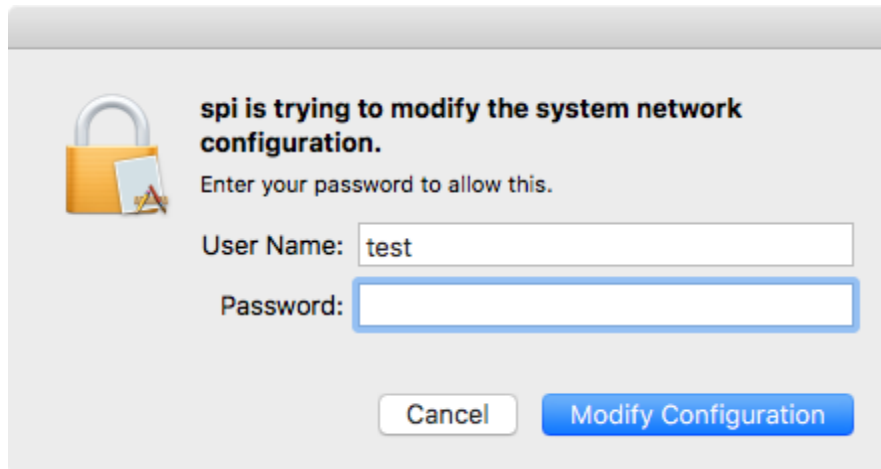 spi is trying to modify the system network
configuration.
Enter your password to allow this.
User Name: test
Password:
Cancel Modify Configuration